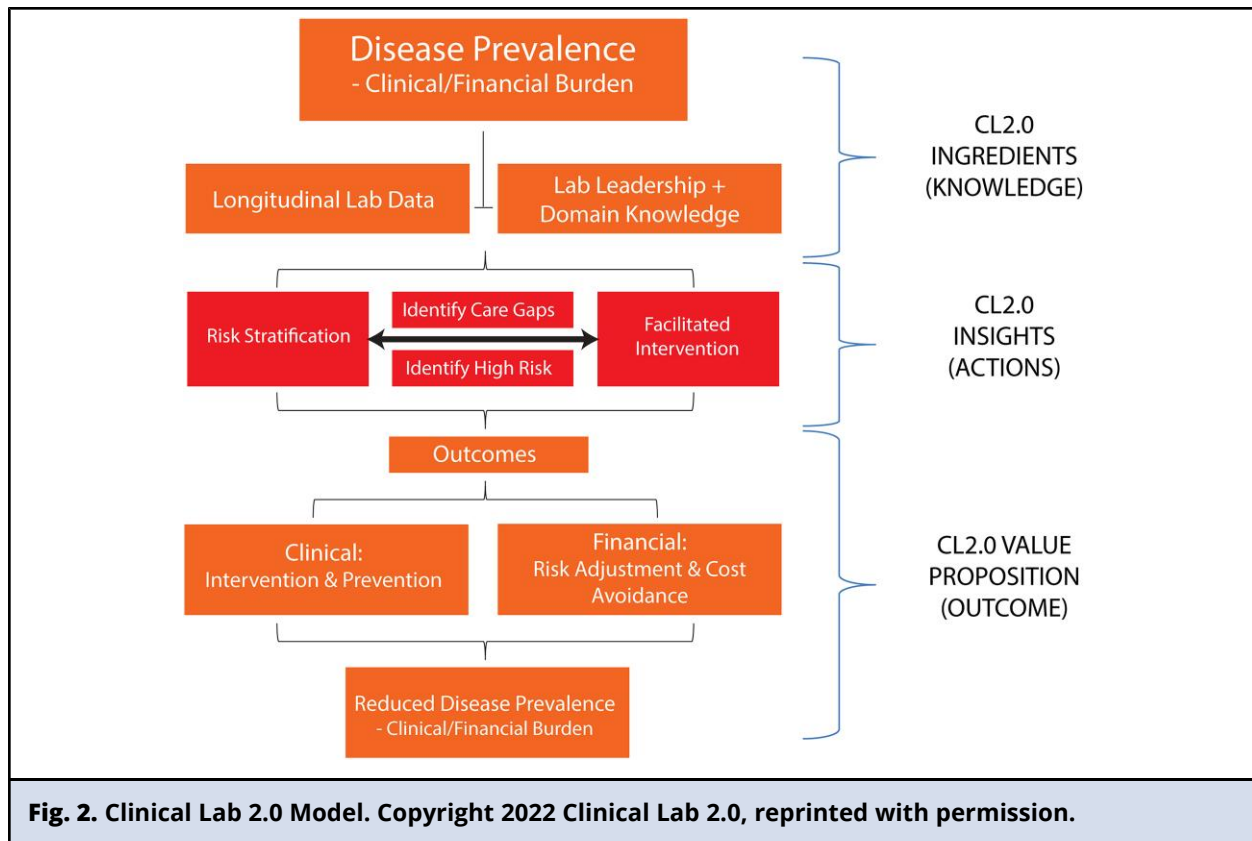 Disease Prevalence
- Clinical/Financial Burden
CL2.0
INGREDIENTS
(KNOWLEDGE)
Longitudinal Lab Data
Lab Leadership +
Domain Knowledge
Risk Stratification
Identify Care Gaps
Identify High Risk
Facilitated
Intervention
CL2.0
INSIGHTS
(ACTIONS)
Outcomes
Clinical:
Intervention & Prevention
Financial:
Risk Adjustment & Cost
Avoidance
CL2.0 VALUE
PROPOSITION
(OUTCOME)
Reduced Disease Prevalence
- Clinical/Financial Burden
Fig. 2. Clinical Lab 2.0 Model. Copyright 2022 Clinical Lab 2.0, reprinted with permission.